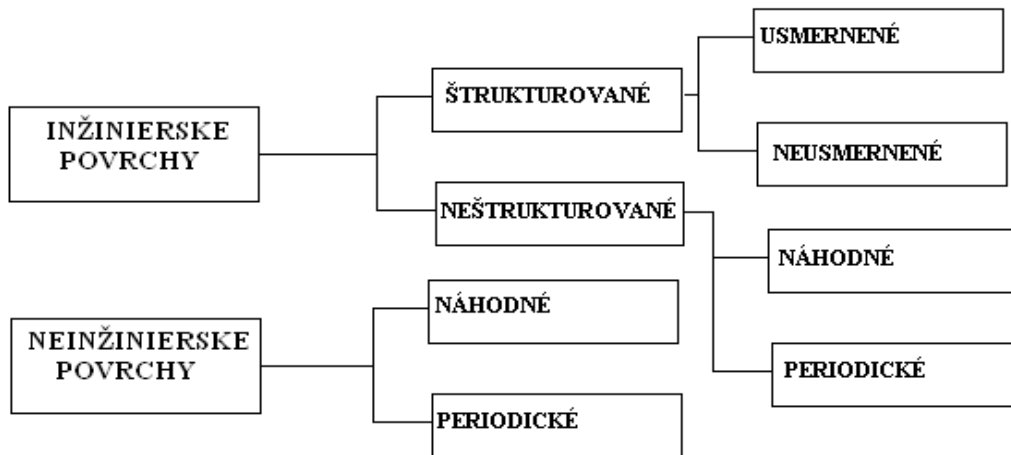 INŽINIERSKE
POVRCHY
ŠTRUKTUROVANÉ
USMERNENÉ
NEUSMERNENÉ
NEŠTRUKTUROVANÉ
NÁHODNÉ
PERIODICKÉ
NEINŽINIERSKE
POVRCHY
NÁHODNÉ
PERIODICKÉ